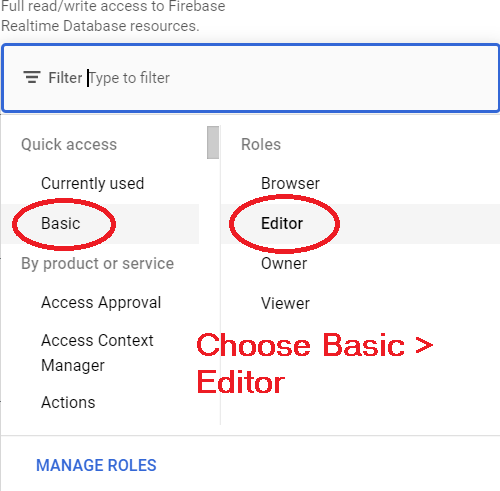 Full read/write access to Firebase
Realtime Database resources.
Filter Type to filter
Quick access
Currently used
Basic
By product or service
Access Approval
Access Context
Manager
Actions
Roles
Browser
Editor
Owner
Viewer
Choose Basic >
Editor
MANAGE ROLES